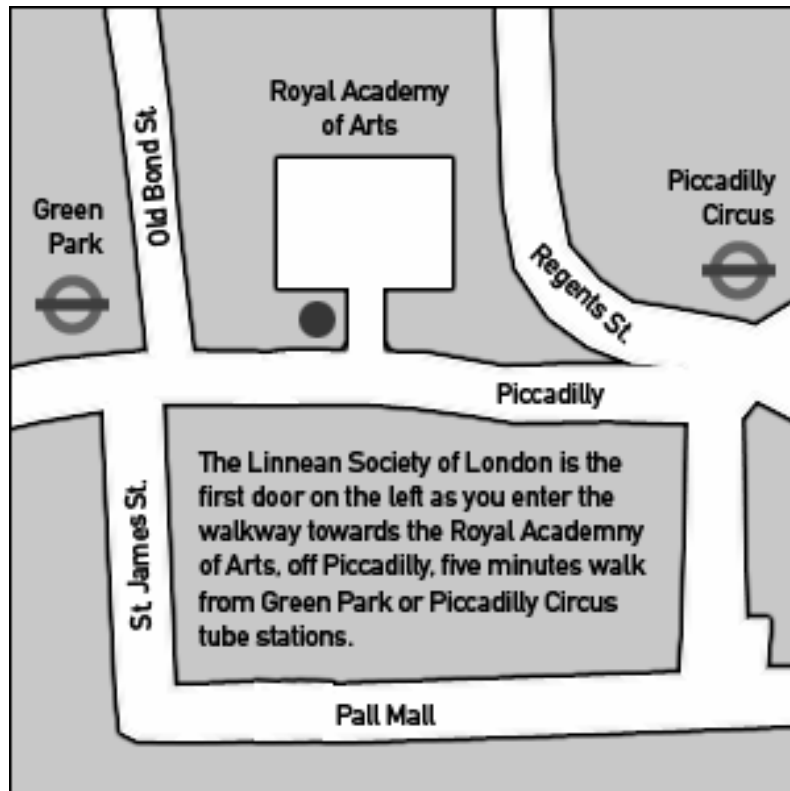 Royal Academy
of Arts
Old Bond St.
Green
Park
Piccadilly
Circus
Regents St.
Piccadilly
The Linnean Society of London is the
first door on the left as you enter the
walkway towards the Royal Academny
of Arts, off Piccadilly, five minutes walk
from Green Park or Piccadilly Circus
tube stations.
St. James St.
Pall Mall